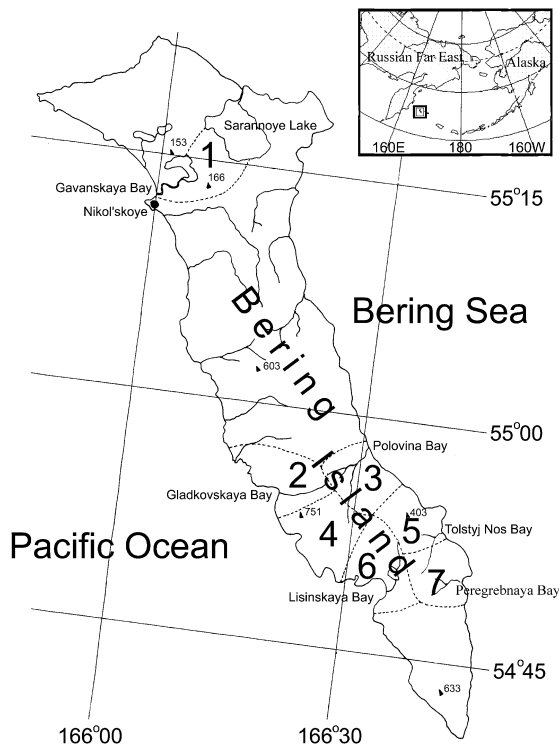 Russian Far East
Alaska
160E
180
160W
Sarannoye Lake
153
1
166
Gavanskaya Bay
Nikol'skoye
55°15
Bering Sea
Bering Island
603
55°00
Polovina Bay
2
3
Gladkovskaya Bay
751
403
4
5
Tolstyj Nos Bay
Pacific Ocean
6
7
Peregrebnaya Bay
Lisinskaya Bay
54°45
633
166°00
166°30